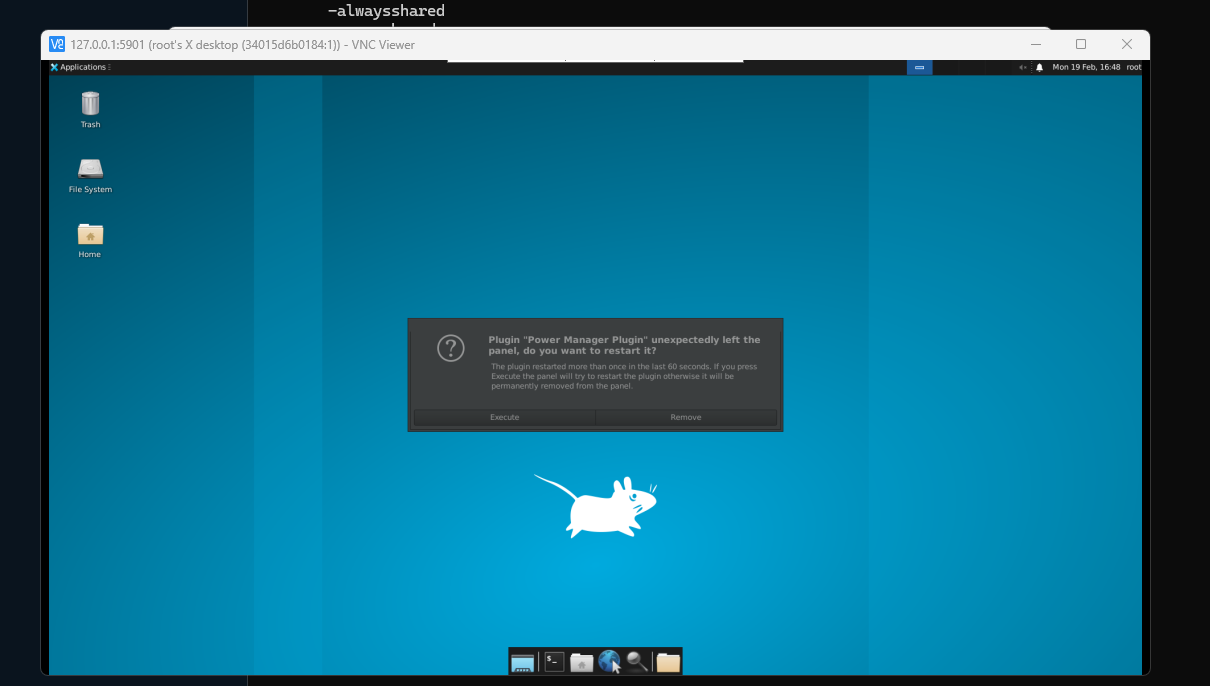 -alwaysshared
127.0.0.1:5901 (root's X desktop (34015d6b0184:1)) - VNC Viewer
Applications
Mon 19 Feb, 16:48 root
Trash
File System
Home
Plugin "Power Manager Plugin" unexpectedly left the
panel, do you want to restart it?
The plugin restarted more than once in the last 60 seconds. If you press
Execute the panel will try to restart the plugin otherwise it will be
permanently removed from the panel.
Execute Remove
$_